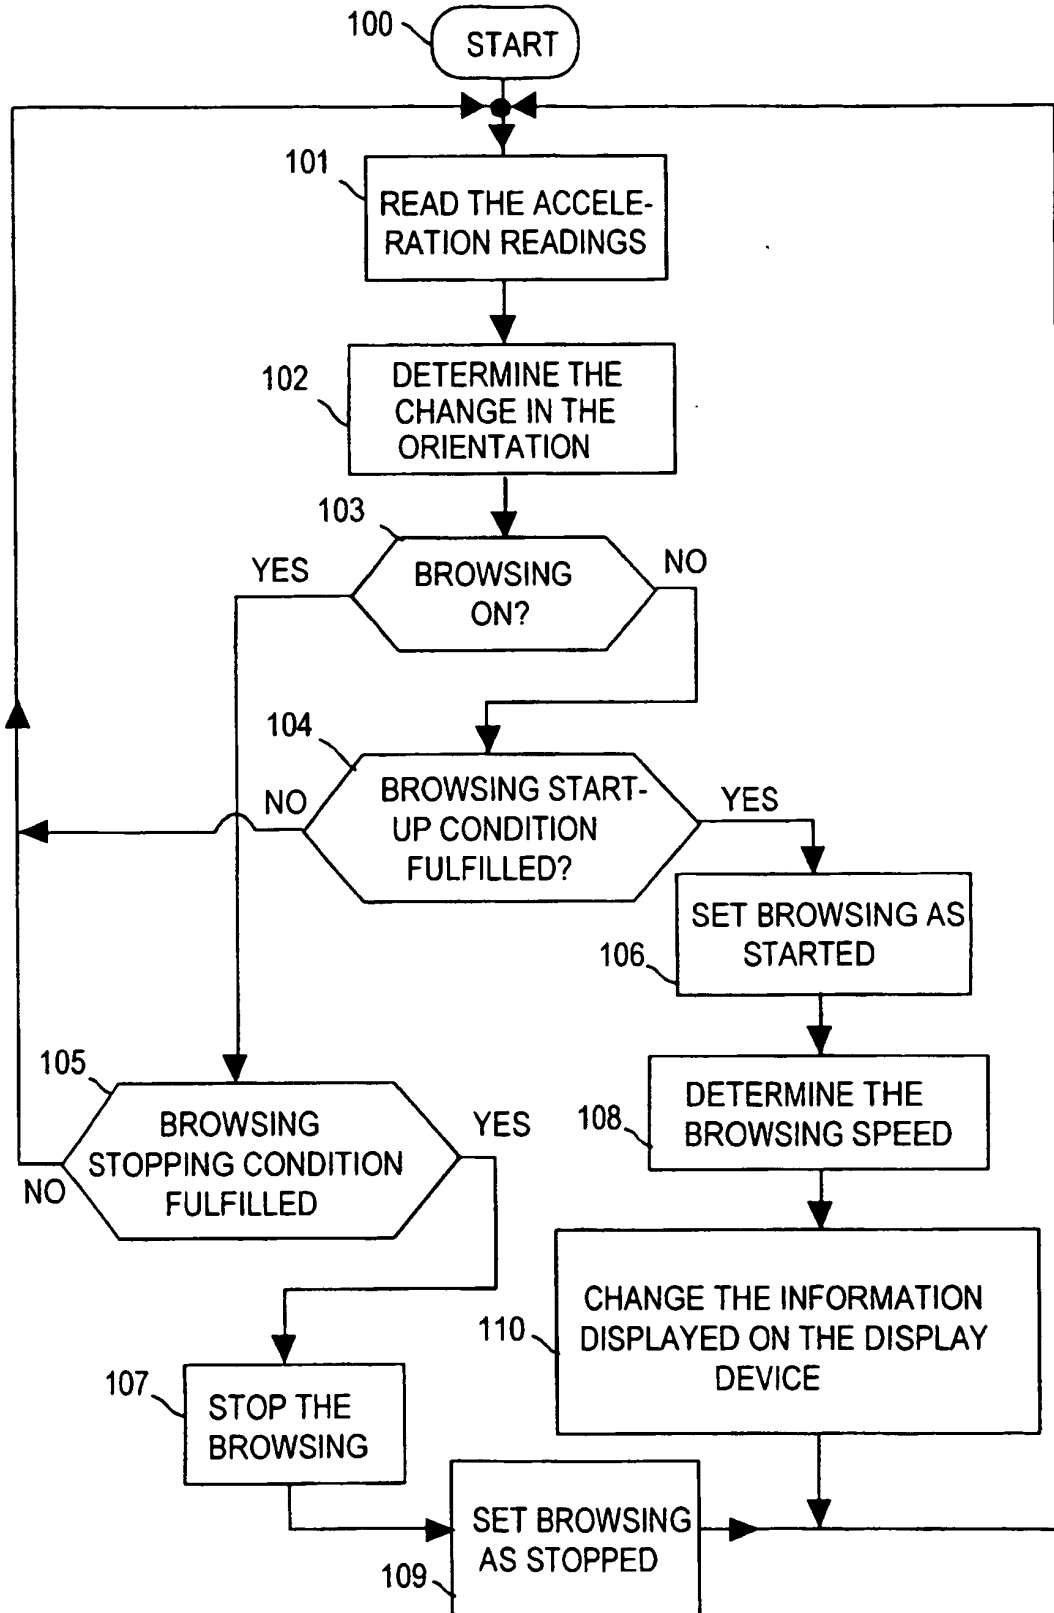 100
START
101
READ THE ACCELE-
RATION READINGS
102
DETERMINE THE
CHANGE IN THE
ORIENTATION
103
YES
BROWSING
ON?
NO
104
NO
BROWSING START-
UP CONDITION
FULFILLED?
YES
SET BROWSING AS
STARTED
106
105
BROWSING
STOPPING CONDITION
FULFILLED
YES
NO
DETERMINE THE
BROWSING SPEED
108
CHANGE THE INFORMATION
DISPLAYED ON THE DISPLAY
DEVICE
110
107
STOP THE
BROWSING
SET BROWSING
AS STOPPED
109